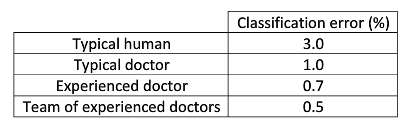 Classification error (%)
Typical human 3.0
Typical doctor 1.0
Experienced doctor 0.7
Team of experienced doctors 0.5